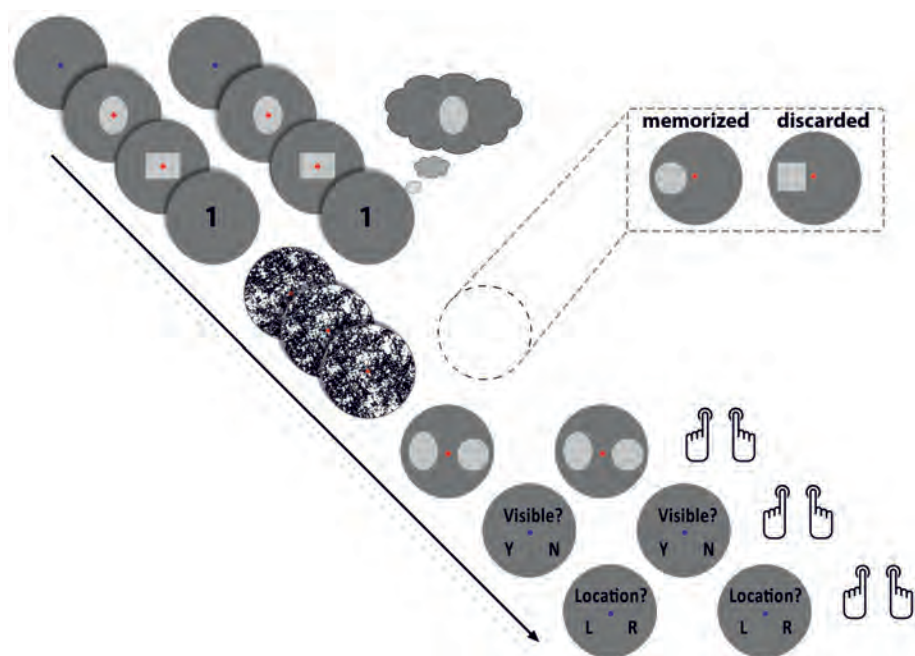 memorized discarded
1 1
Visible? Visible?
Y N Y N
Location? Location?
L R L R